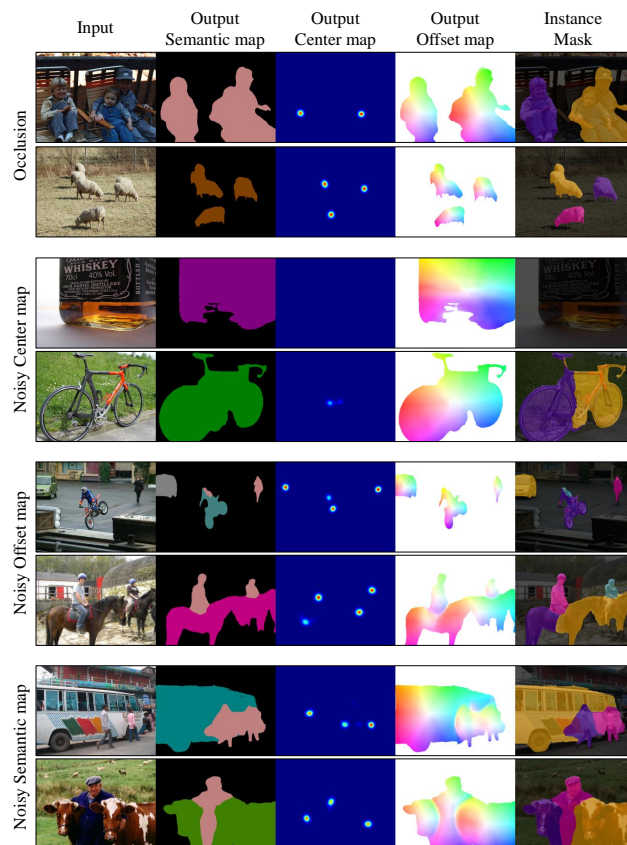 Input
Output
Semantic map
Output
Center map
Output
Offset map
Instance
Mask
Occlusion
Noisy Center map
WHISKEY
70cl 40% Vol.
Noisy Offset map
Noisy Semantic map